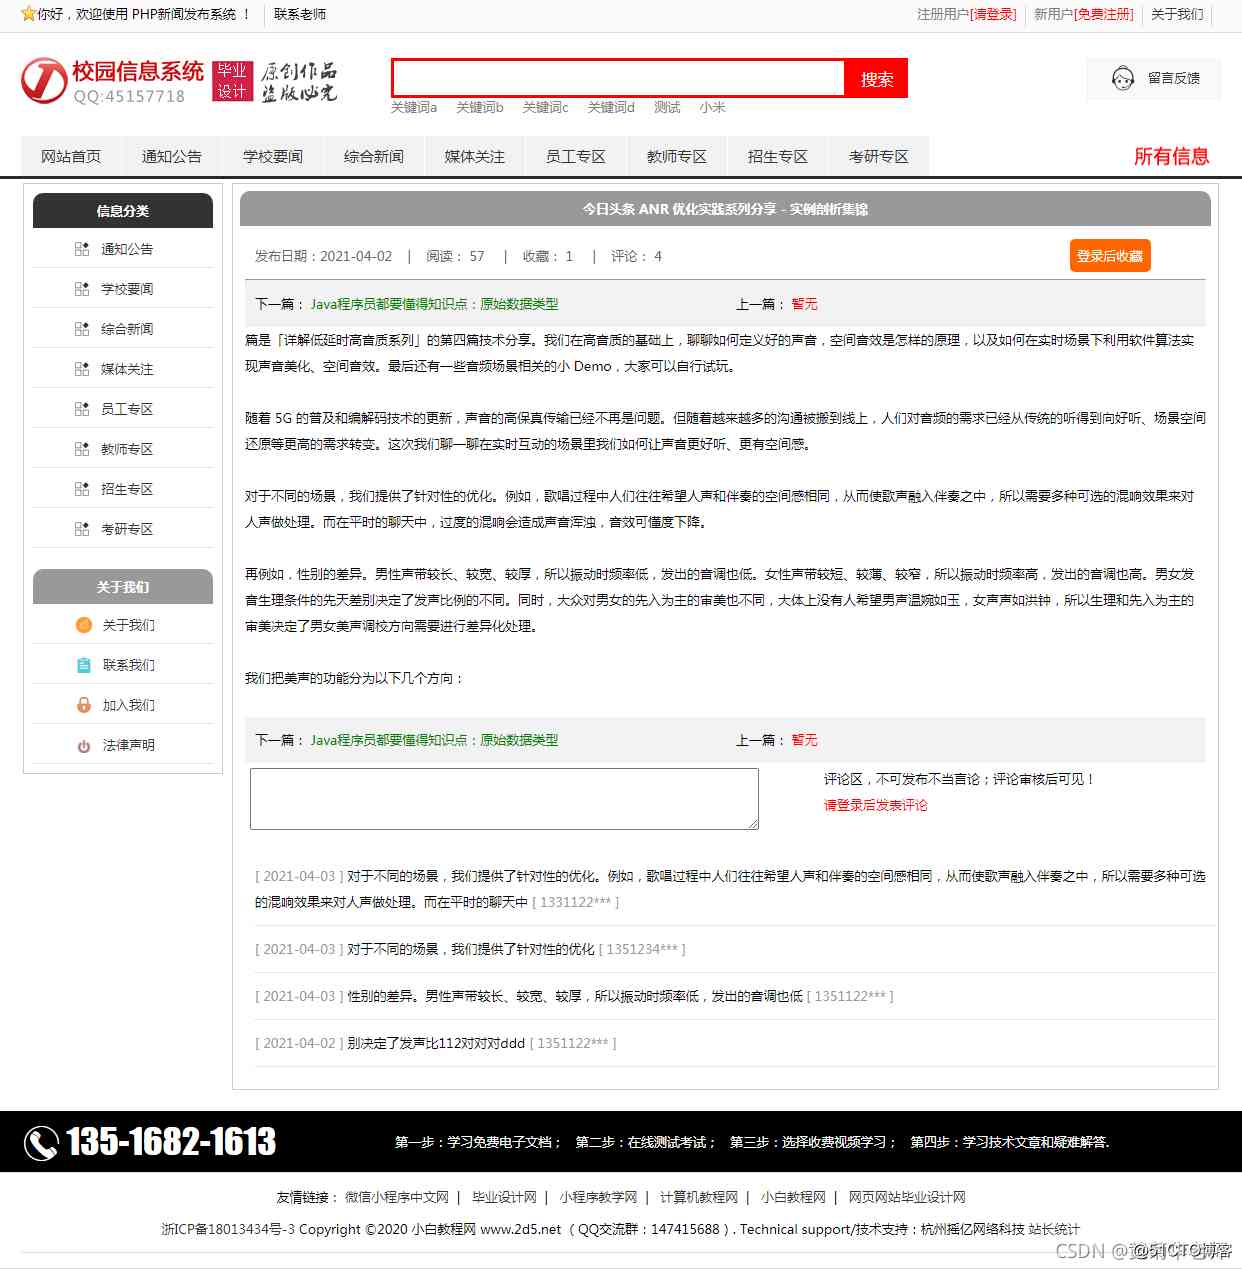 你好，欢迎使用 PHP新闻发布系统 ！ 联系老师
注册用户[请登录] 新用户[免费注册] 关于我们
校园信息系统
QQ:45157718
毕业
设计
原创作品
盗版必究
搜索
关键词a 关键词b 关键词c 关键词d 测试 小米
留言反馈
网站首页 通知公告 学校要闻 综合新闻 媒体关注 员工专区 教师专区 招生专区 考研专区 所有信息
信息分类
通知公告
学校要闻
综合新闻
媒体关注
员工专区
教师专区
招生专区
考研专区
关于我们
关于我们
联系我们
加入我们
法律声明
今日头条 ANR 优化实践系列分享 - 实例剖析集锦
发布日期：2021-04-02 | 阅读： 57 | 收藏： 1 | 评论： 4
登录后收藏
下一篇： Java程序员都要懂得知识点：原始数据类型 上一篇： 暂无
篇是「详解低延时高音质系列」的第四篇技术分享。我们在高音质的基础上，聊聊如何定义好的声音，空间音效是怎样的原理，以及如何在实时场景下利用软件算法实
现声音美化、空间音效。最后还有一些音频场景相关的小 Demo，大家可以自行试玩。
随着 5G 的普及和编解码技术的更新，声音的高保真传输已经不再是问题。但随着越来越多的沟通被搬到线上，人们对音频的需求已经从传统的听得到向好听、场景空间
还原等更高的需求转变。这次我们聊一聊在实时互动的场景里我们如何让声音更好听、更有空间感。
对于不同的场景，我们提供了针对性的优化。例如，歌唱过程中人们往往希望人声和伴奏的空间感相同，从而使歌声融入伴奏之中，所以需要多种可选的混响效果来对
人声做处理。而在平时的聊天中，过度的混响会造成声音浑浊，音效可懂度下降。
再例如，性别的差异。男性声带较长、较宽、较厚，所以振动时频率低，发出的音调也低。女性声带较短、较薄、较窄，所以振动时频率高，发出的音调也高。男女发
音生理条件的先天差别决定了发声比例的不同。同时，大众对男女的先入为主的审美也不同，大体上没有人希望男声温婉如玉，女声声如洪钟，所以生理和先入为主的
审美决定了男女美声调校方向需要进行差异化处理。
我们把美声的功能分为以下几个方向：
下一篇： Java程序员都要懂得知识点：原始数据类型 上一篇： 暂无
评论区，不可发布不当言论；评论审核后可见！
请登录后发表评论
[ 2021-04-03 ] 对于不同的场景，我们提供了针对性的优化。例如，歌唱过程中人们往往希望人声和伴奏的空间感相同，从而使歌声融入伴奏之中，所以需要多种可选
的混响效果来对人声做处理。而在平时的聊天中 [ 1331122*** ]
[ 2021-04-03 ] 对于不同的场景，我们提供了针对性的优化 [ 1351234*** ]
[ 2021-04-03 ] 性别的差异。男性声带较长、较宽、较厚，所以振动时频率低，发出的音调也低 [ 1351122*** ]
[ 2021-04-02 ] 别决定了发声比112对对对ddd [ 1351122*** ]
135-1682-1613
第一步：学习免费电子文档； 第二步：在线测试考试； 第三步：选择收费视频学习； 第四步：学习技术文章和疑难解答.
友情链接： 微信小程序中文网 | 毕业设计网 | 小程序教学网 | 计算机教程网 | 小白教程网 | 网页网站毕业设计网
浙ICP备18013434号-3 Copyright ©2020 小白教程网 www.2d5.net （ QQ交流群：147415688 ）. Technical support/技术支持：杭州摇亿网络科技 站长统计
CSDN
@51CTO博客